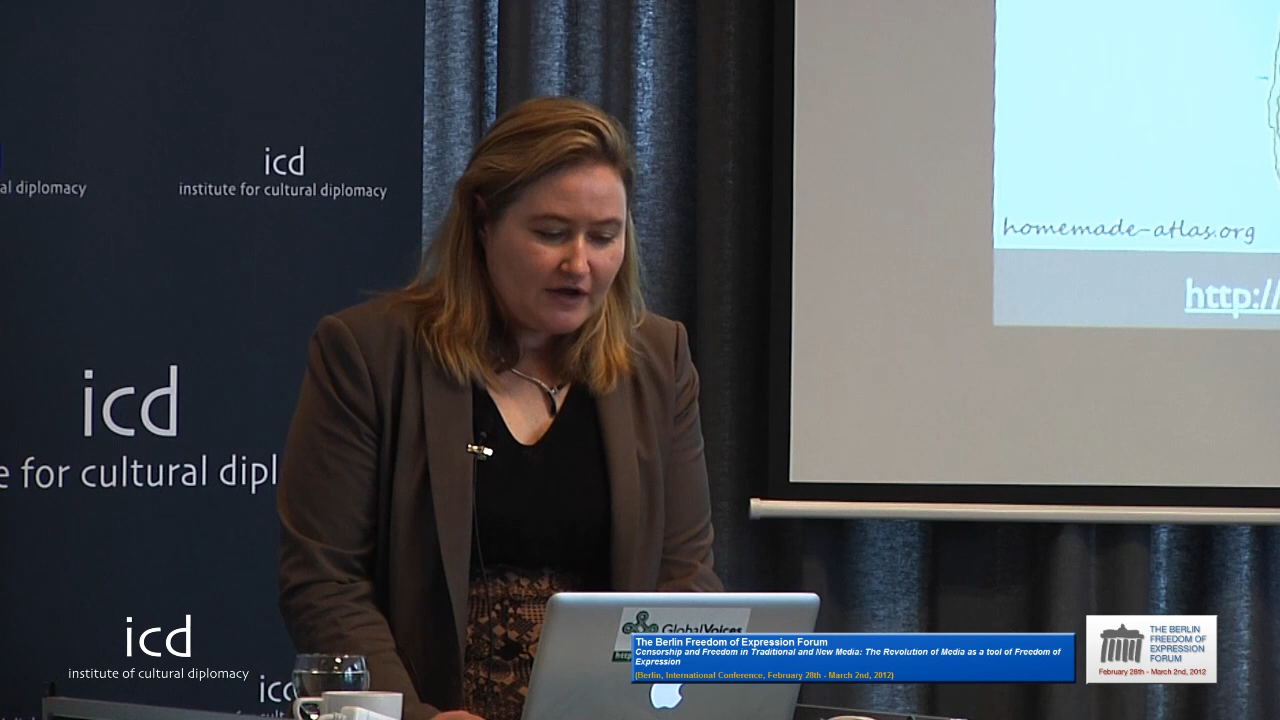 al diplomacy
icd
institute for cultural diplomacy
icd
e for cultural dipl
icd
institute of cultural diplomacy
icd
homemade-atlas.org
http://
GlobalVoices
http
The Berlin Freedom of Expression Forum
Censorship and Freedom in Traditional and New Media: The Revolution of Media as a tool of Freedom of
Expression
(Berlin, International Conference, February 28th - March 2nd, 2012)
THE BERLIN
FREEDOM OF
EXPRESSION
FORUM
February 28th - March 2nd, 2012